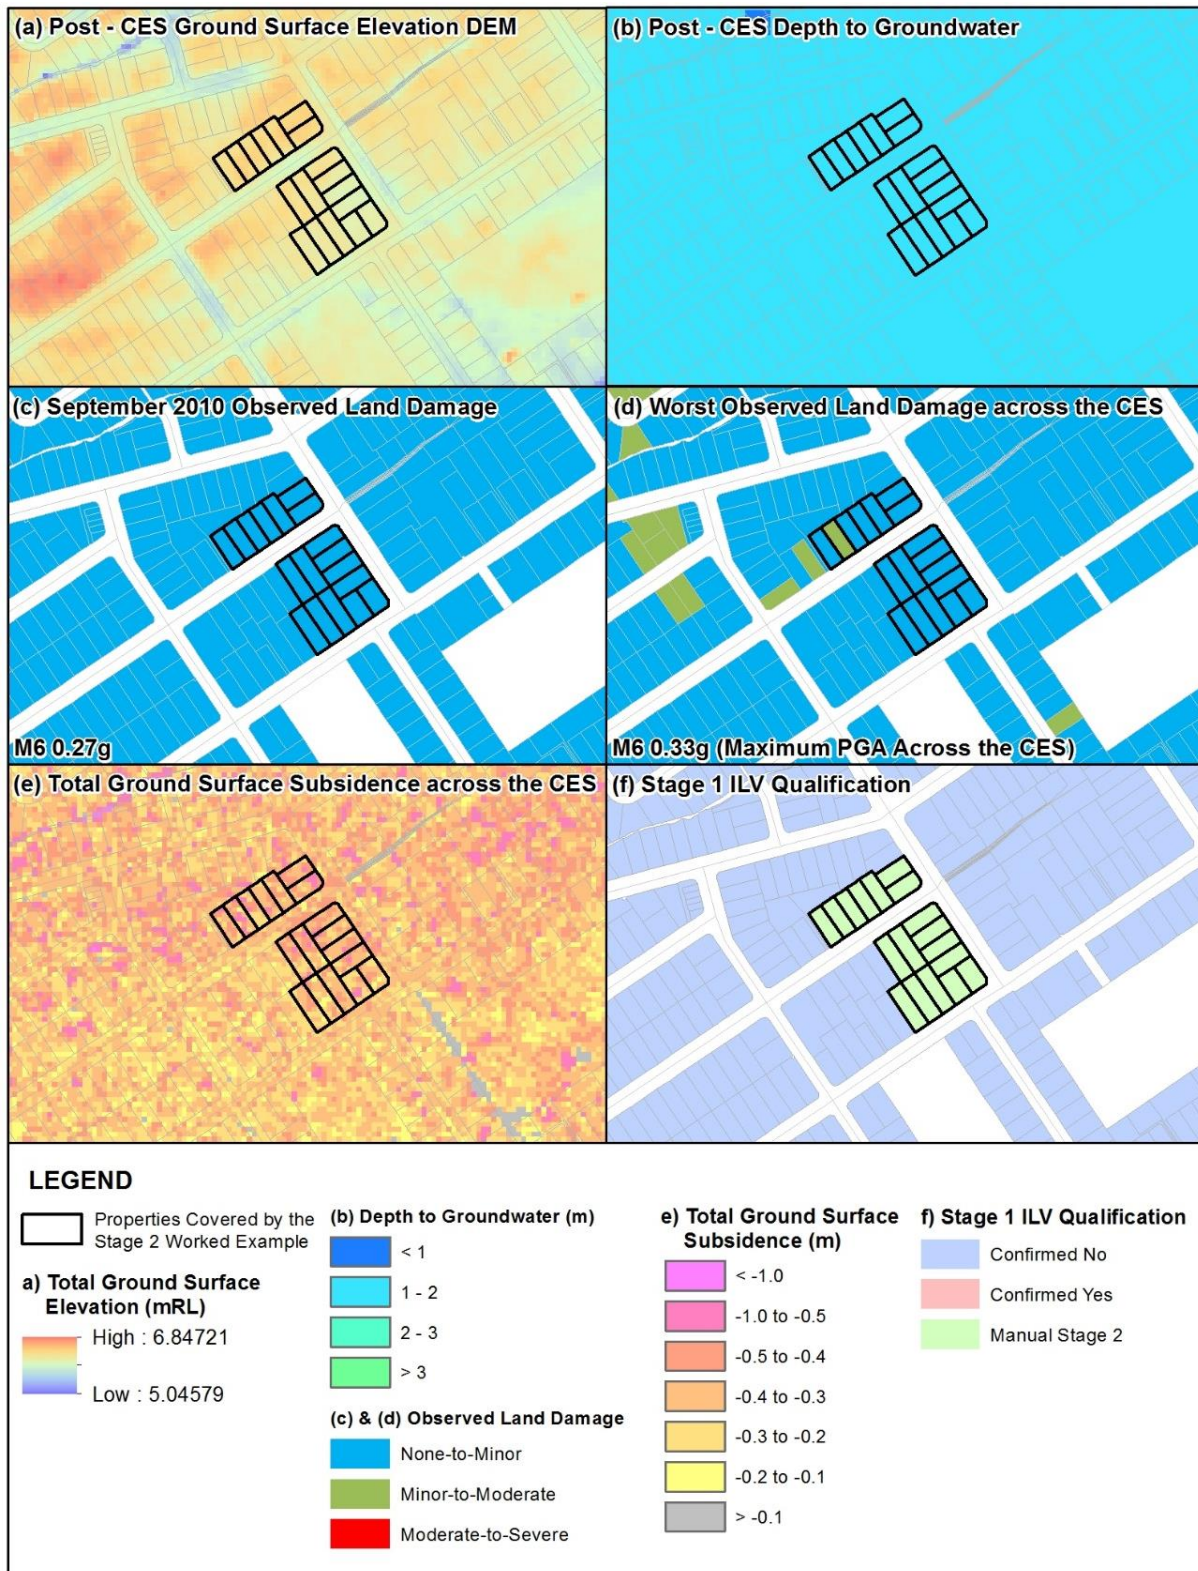 (a) Post - CES Ground Surface Elevation DEM
(b) Post - CES Depth to Groundwater
(c) September 2010 Observed Land Damage
M6 0.27g
(d) Worst Observed Land Damage across the CES
M6 0.33g (Maximum PGA Across the CES)
(e) Total Ground Surface Subsidence across the CES
(f) Stage 1 ILV Qualification
LEGEND
Properties Covered by the
Stage 2 Worked Example
a) Total Ground Surface
Elevation (mRL)
High : 6.84721
Low : 5.04579
(b) Depth to Groundwater (m)
< 1
1 - 2
2 - 3
> 3
(c) & (d) Observed Land Damage
None-to-Minor
Minor-to-Moderate
Moderate-to-Severe
e) Total Ground Surface
Subsidence (m)
< -1.0
-1.0 to -0.5
-0.5 to -0.4
-0.4 to -0.3
-0.3 to -0.2
-0.2 to -0.1
> -0.1
f) Stage 1 ILV Qualification
Confirmed No
Confirmed Yes
Manual Stage 2